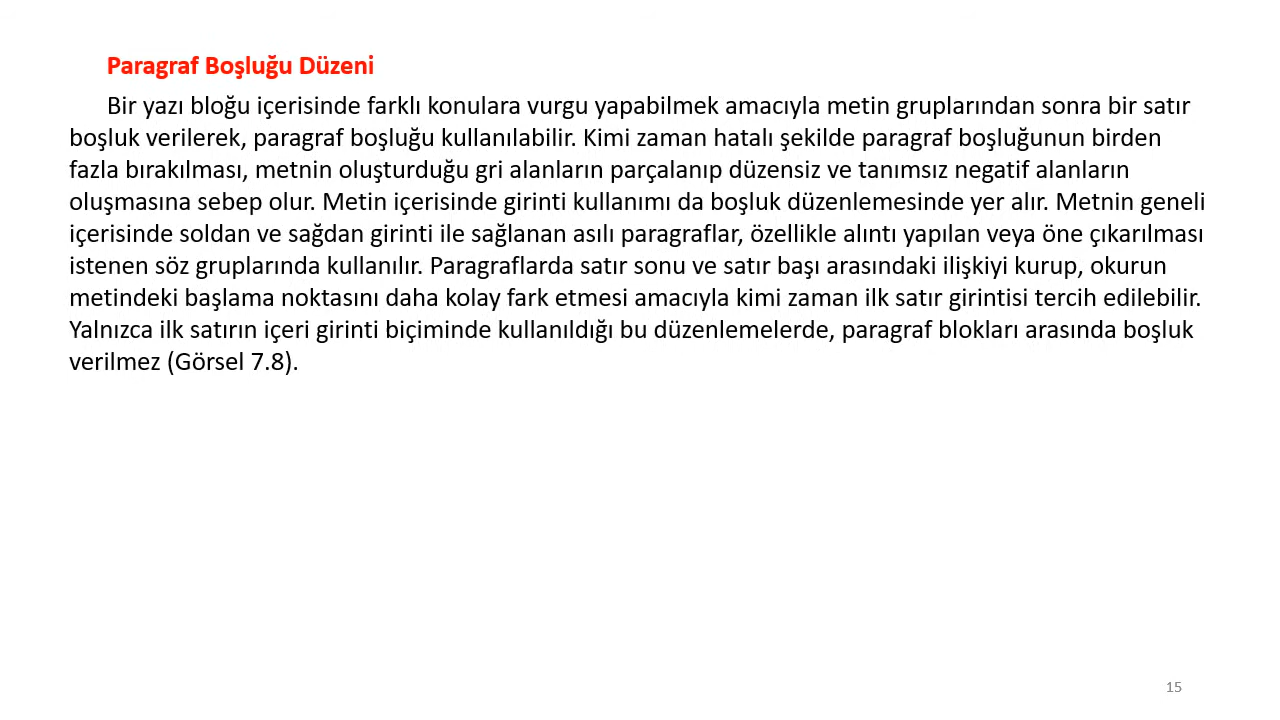 Paragraf Boşluğu Düzeni
Bir yazı bloğu içerisinde farklı konulara vurgu yapabilmek amacıyla metin gruplarından sonra bir satır
boşluk verilerek, paragraf boşluğu kullanılabilir. Kimi zaman hatalı şekilde paragraf boşluğunun birden
fazla bırakılması, metnin oluşturduğu gri alanların parçalanıp düzensiz ve tanımsız negatif alanların
oluşmasına sebep olur. Metin içerisinde girinti kullanımı da boşluk düzenlemesinde yer alır. Metnin geneli
içerisinde soldan ve sağdan girinti ile sağlanan asılı paragraflar, özellikle alıntı yapılan veya öne çıkarılması
istenen söz gruplarında kullanılır. Paragraflarda satır sonu ve satır başı arasındaki ilişkiyi kurup, okurun
metindeki başlama noktasını daha kolay fark etmesi amacıyla kimi zaman ilk satır girintisi tercih edilebilir.
Yalnızca ilk satırın içeri girinti biçiminde kullanıldığı bu düzenlemelerde, paragraf blokları arasında boşluk
verilmez (Görsel 7.8).
15